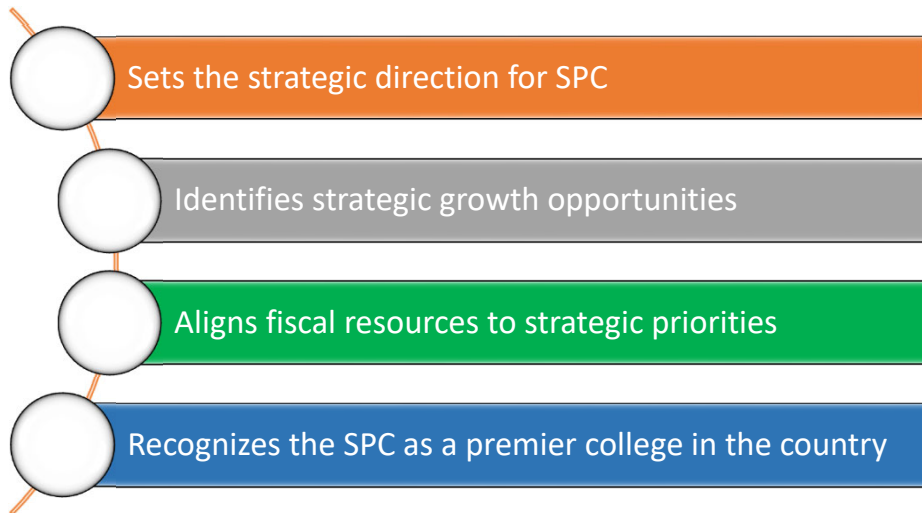 Sets the strategic direction for SPC
Identifies strategic growth opportunities
Aligns fiscal resources to strategic priorities
Recognizes the SPC as a premier college in the country